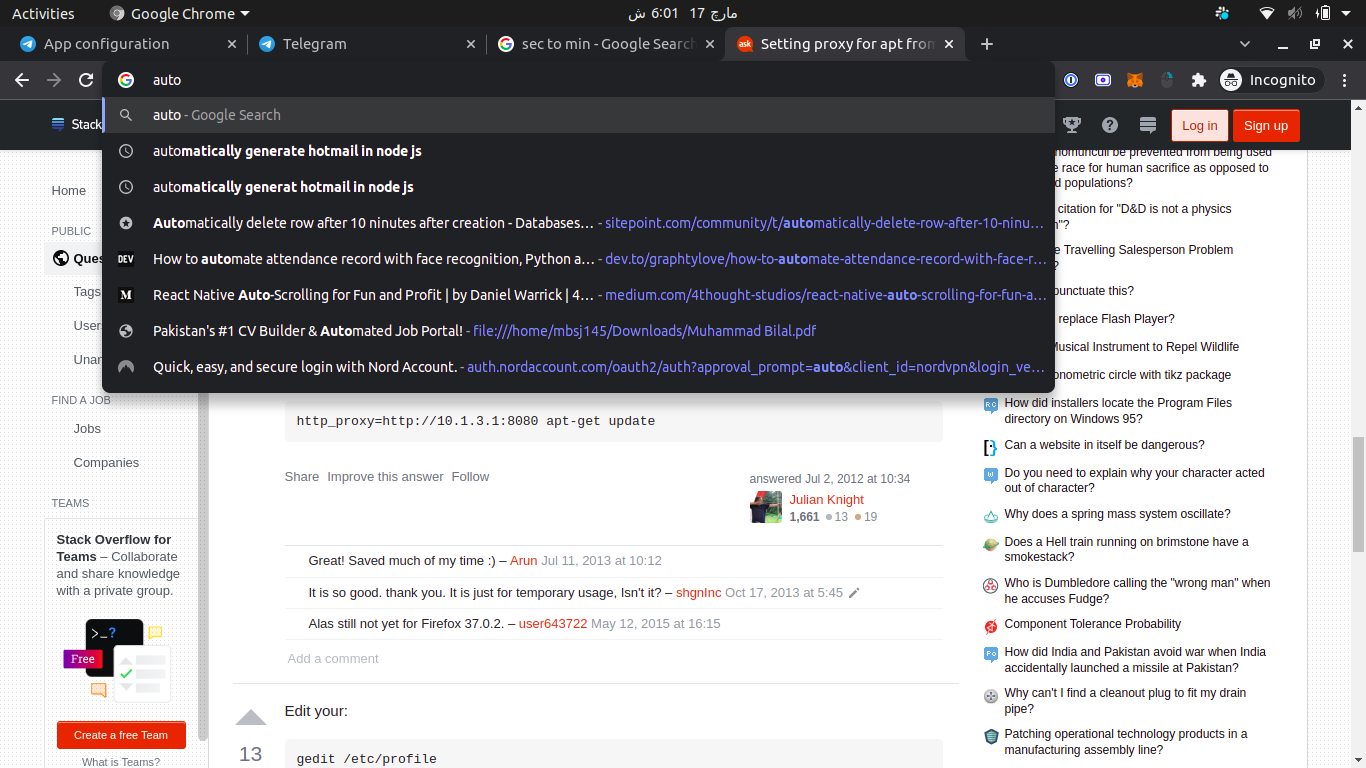 Activities
Google Chrome
ش 6:01 17 مارچ
App configuration
Telegram
sec to min - Google Search
Setting proxy for apt fron
auto
Incognito
auto - Google Search
automatically generate hotmail in node js
automatically generat hotmail in node js
Automatically delete row after 10 ninutes after creation - Databases… - sitepoint.com/community/t/automatically-delete-row-after-10-ninu…
DEV
How to automate attendance record with face recognition, Python a… - dev.to/graphtylove/how-to-automate-attendance-record-with-face-r…
M
React Native Auto-Scrolling for Fun and Profit | by Daniel Warrick | 4… - medium.com/4thought-studios/react-native-auto-scrolling-for-fun-a…
Pakistan's #1 CV Builder & Automated Job Portal! - file:///home/mbsj145/Downloads/Muhammad Bilal.pdf
Quick, easy, and secure login with Nord Account. - auth.nordaccount.com/oauth2/auth?approval_prompt=auto&client_id=nordvpn&login_ve…
Stack
Log in
Sign up
Home
PUBLIC
Ques
Tags
Users
Unan
FIND A JOB
Jobs
Companies
TEAMS
Stack Overflow for
Teams – Collaborate
and share knowledge
with a private group.
>_?
Free
Create a free Team
What is Teams?
http_proxy=http://10.1.3.1:8080 apt-get update
Share Improve this answer Follow
answered Jul 2, 2012 at 10:34
Julian Knight
1,661 13 19
Great! Saved much of my time :) – Arun Jul 11, 2013 at 10:12
It is so good. thank you. It is just for temporary usage, Isn't it? – shgnInc Oct 17, 2013 at 5:45
Alas still not yet for Firefox 37.0.2. – user643722 May 12, 2015 at 16:15
Add a comment
Edit your:
13
gedit /etc/profile
homunculi be prevented from being used
e race for human sacrifice as opposed to
d populations?
citation for "D&D is not a physics
n"?
e Travelling Salesperson Problem
?
punctuate this?
replace Flash Player?
Musical Instrument to Repel Wildlife
onometric circle with tikz package
How did installers locate the Program Files
directory on Windows 95?
Can a website in itself be dangerous?
Do you need to explain why your character acted
out of character?
Why does a spring mass system oscillate?
Does a Hell train running on brimstone have a
smokestack?
Who is Dumbledore calling the "wrong man" when
he accuses Fudge?
Component Tolerance Probability
How did India and Pakistan avoid war when India
accidentally launched a missile at Pakistan?
Why can't I find a cleanout plug to fit my drain
pipe?
Patching operational technology products in a
manufacturing assembly line?